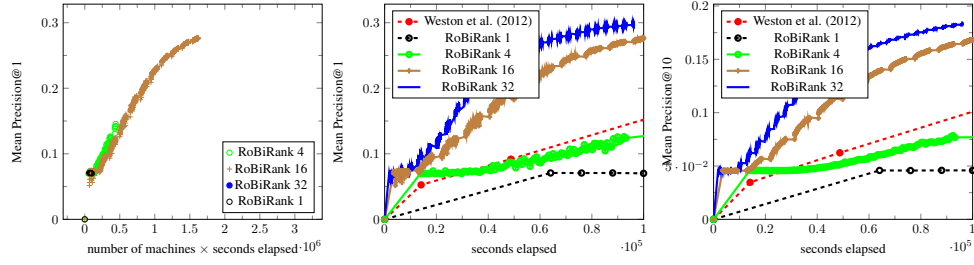 0.3
0.2
0.1
0
Mean Precision@1
0 0.5 1 1.5 2 2.5 3
·10^6
number of machines × seconds elapsed
RoBiRank 4
RoBiRank 16
RoBiRank 32
RoBiRank 1
0.3
0.2
0.1
0
Mean Precision@1
0 0.2 0.4 0.6 0.8 1
·10^5
seconds elapsed
Weston et al. (2012)
RoBiRank 1
RoBiRank 4
RoBiRank 16
RoBiRank 32
0.2
0.15
0.1
0
Mean Precision@10
0 0.2 0.4 0.6 0.8 1
·10^5
seconds elapsed
Weston et al. (2012)
RoBiRank 1
RoBiRank 4
RoBiRank 16
RoBiRank 32